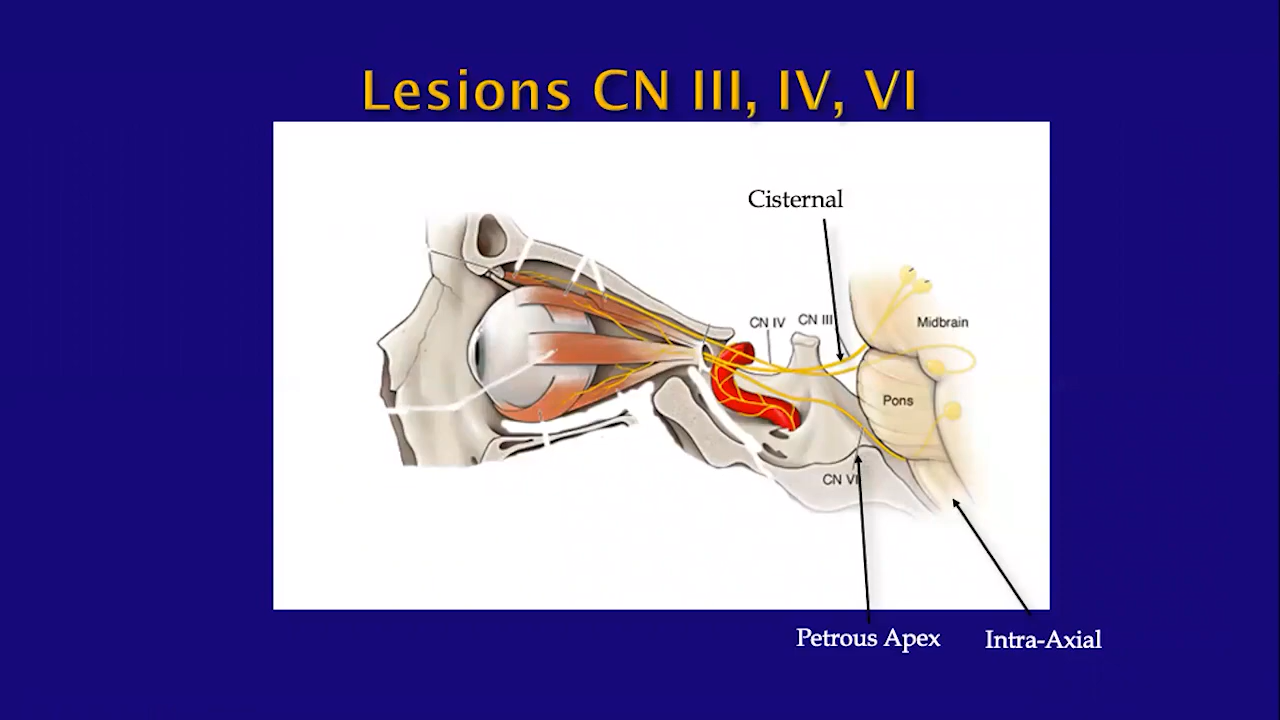 Lesions CN III, IV, VI
Cisternal
CN IV
CN III
Midbrain
Pons
CN VI
Petrous Apex
Intra-Axial